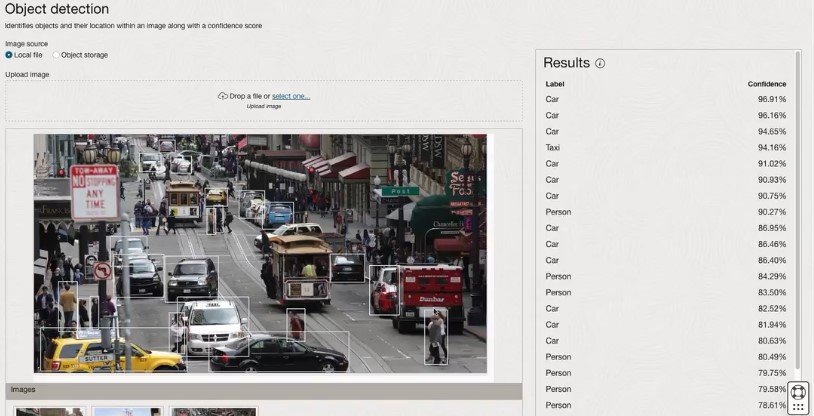 Object detection
Identifies objects and their location within an image along with a confidence score
Image source
Local file Object storage
Upload image
Drop a file or select one...
Upload image
TOW-AWAY
NO STOPPING
ANY
TIME
Post
SUTTER
Dunbar
Images
Results
Label Confidence
Car 96.91%
Car 96.16%
Car 94.65%
Taxi 94.16%
Car 91.02%
Car 90.93%
Car 90.75%
Person 90.27%
Car 86.95%
Car 86.46%
Car 86.40%
Person 84.29%
Person 83.50%
Car 82.52%
Car 81.94%
Car 80.63%
Person 80.49%
Person 79.75%
Person 79.58%
Person 78.61%